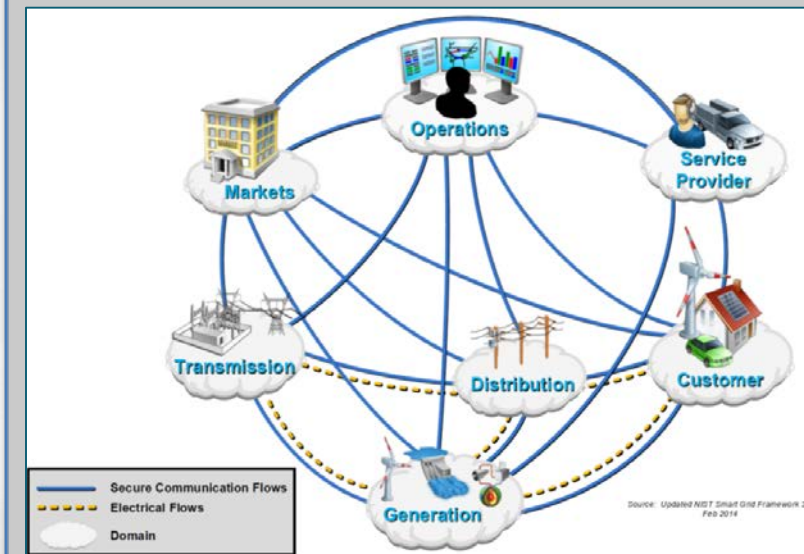 Operations
Markets
Service
Provider
Transmission
Distribution
Customer
Generation
Secure Communication Flows
Electrical Flows
Domain
Source: Updated NIST Smart Grid Framework
Feb 2014